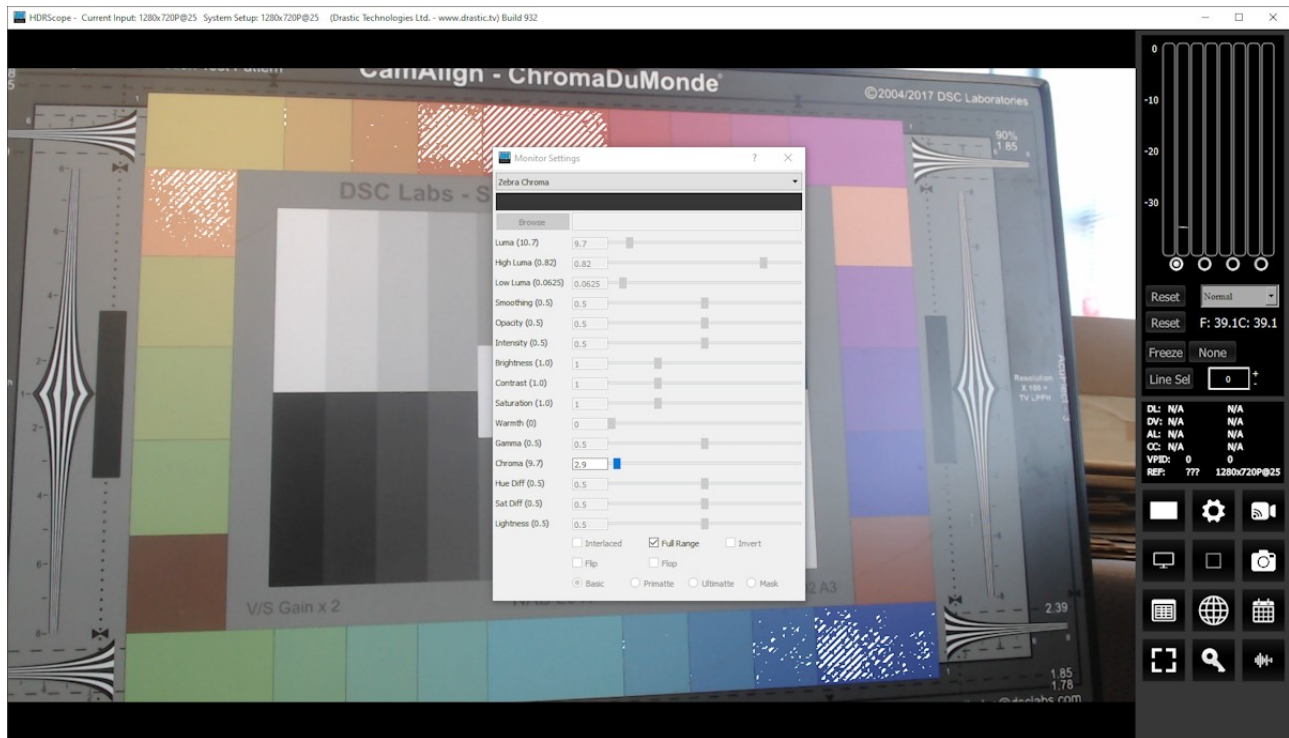 HDRScope - Current Input: 1280x720P@25 System Setup: 1280x720P@25 (Drastic Technologies Ltd. - www.drastic.tv) Build 932
CamAlign - ChromaDuMonde
©2004/2017 DSC Laboratories
90%
1.85
DSC Labs - S
Monitor Settings
?
Zebra Chroma
Browse
Luma (10.7) 9.7
High Luma (0.82) 0.82
Low Luma (0.0625) 0.0625
Smoothing (0.5) 0.5
Opacity (0.5) 0.5
Intensity (0.5) 0.5
Brightness (1.0) 1
Contrast (1.0) 1
Saturation (1.0) 1
Warmth (0) 0
Gamma (0.5) 0.5
Chroma (9.7) 2.9
Hue Diff (0.5) 0.5
Sat Diff (0.5) 0.5
Lightness (0.5) 0.5
Interlaced Full Range Invert
Flip Flop
Basic Primatte Ultimatte Mask
Resolution
X 100 =
TV LPPH
V/S Gain x 2
2.39
1.85
1.78
0
-10
-20
-30
Reset Normal
Reset F: 39.1C: 39.1
Freeze None
Line Sel 0 + -
DL: N/A N/A
DV: N/A N/A
AL: N/A N/A
CC: N/A N/A
VPID: 0 0
REF: ??? 1280x720P@25